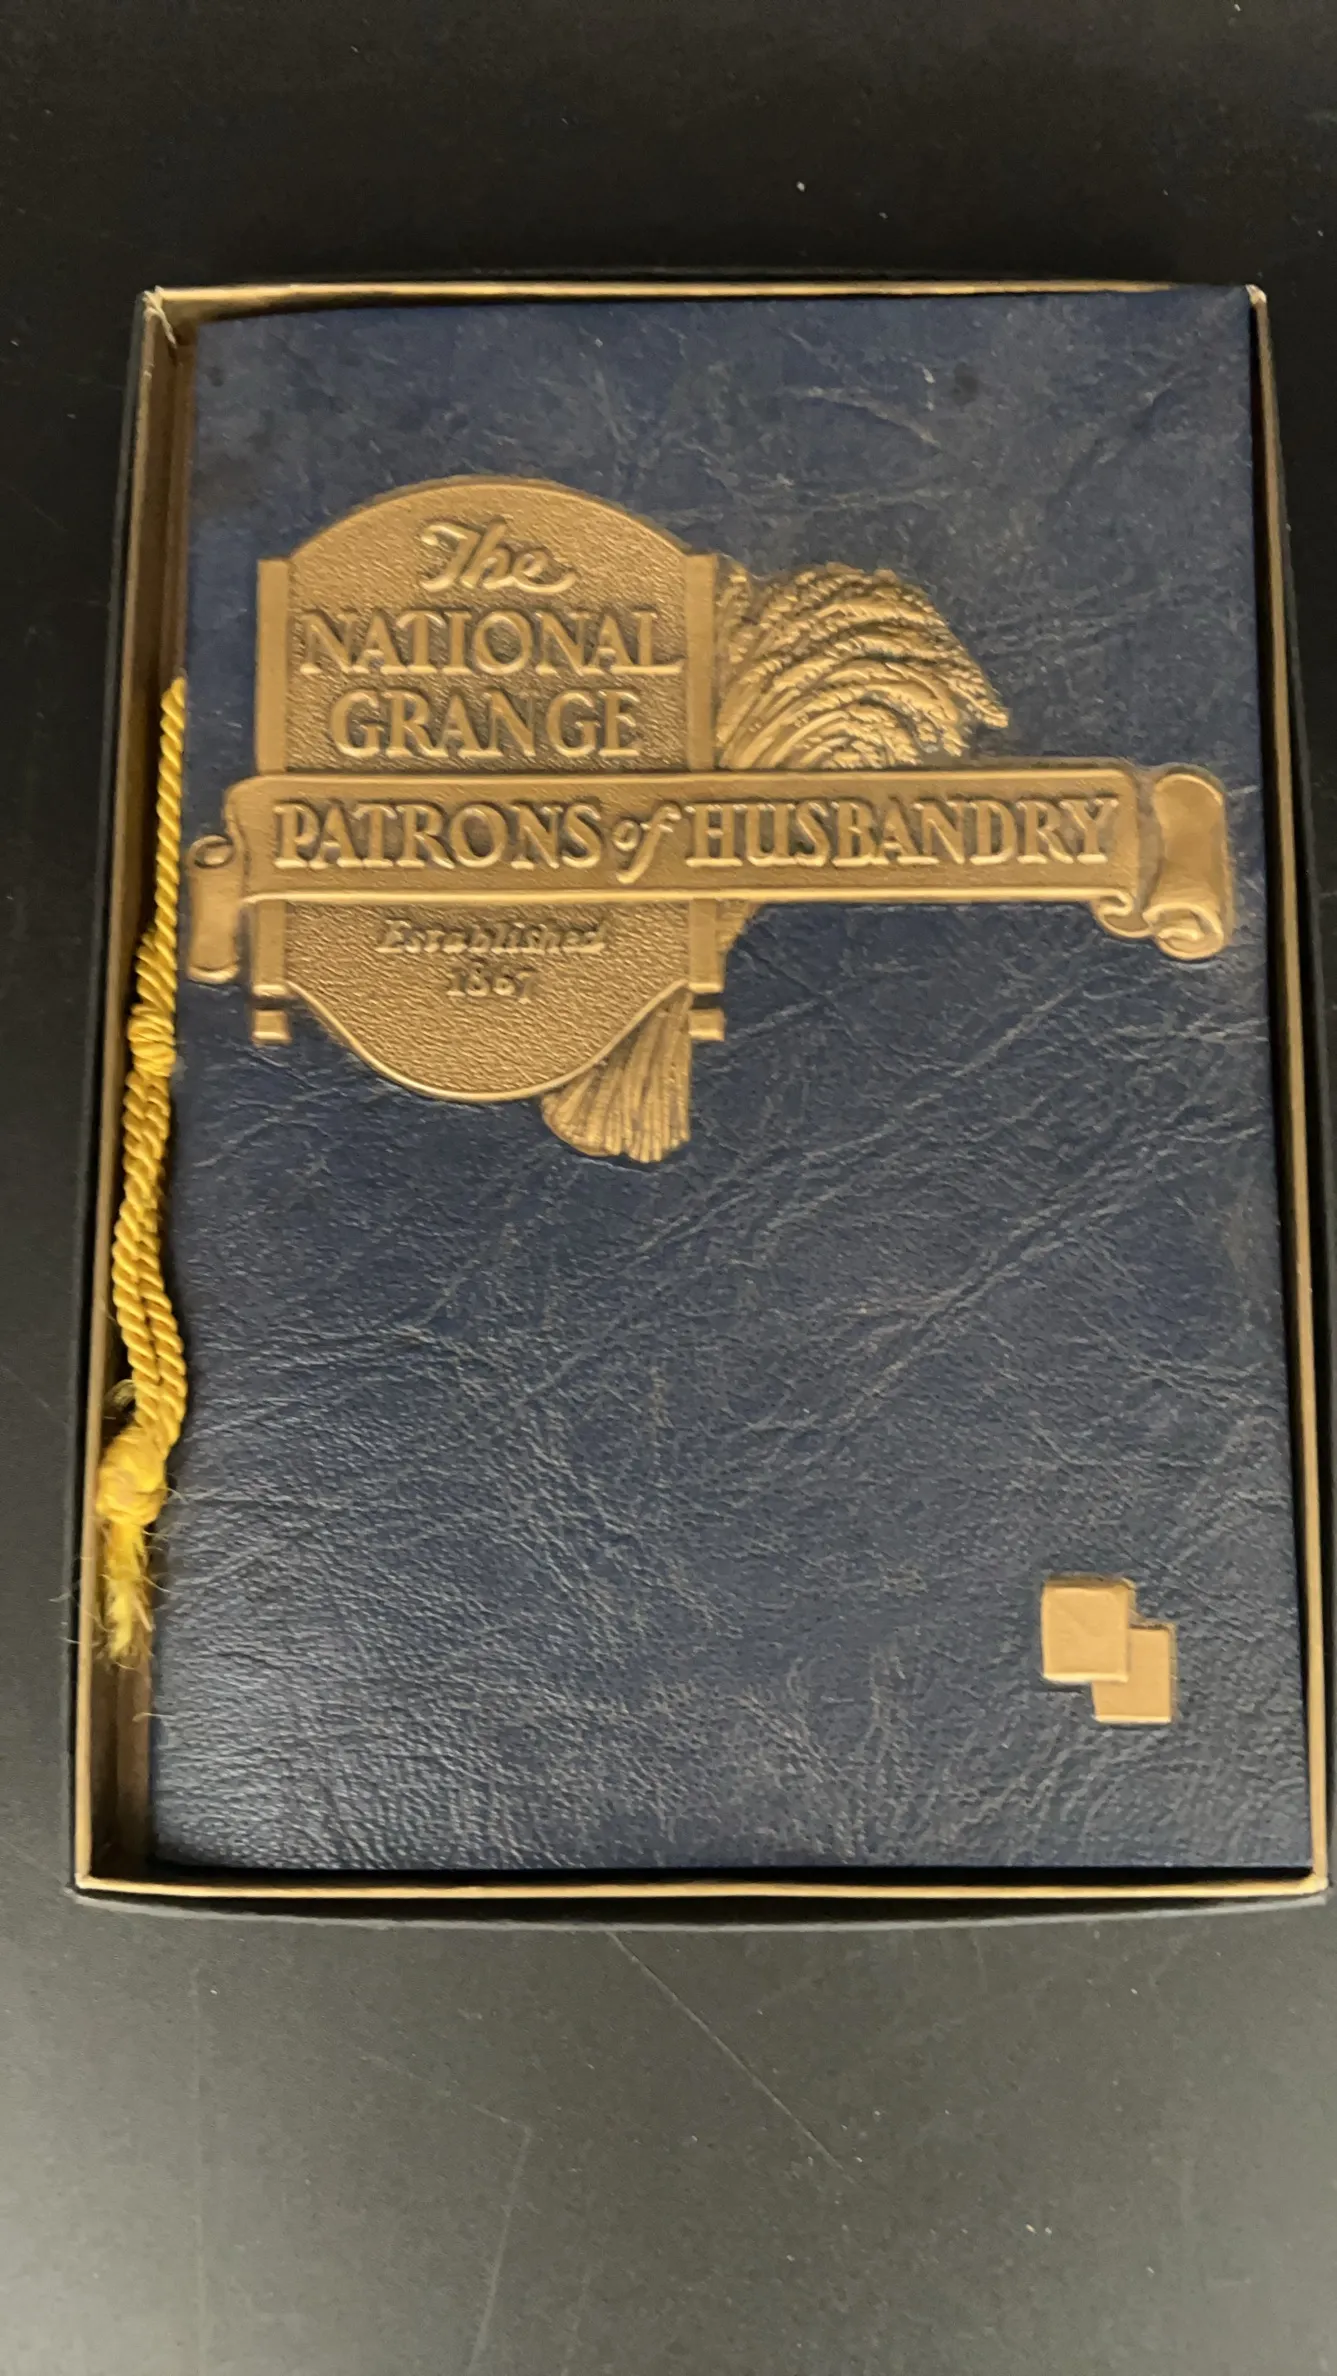 The
NATIONAL
GRANGE
PATRONS of HUSBANDRY
Established
1867